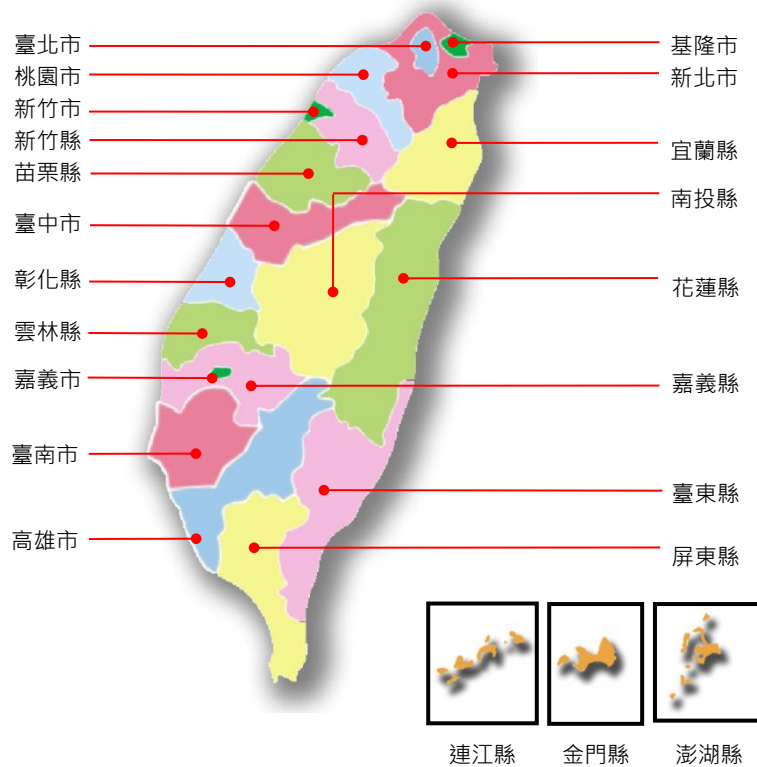 臺北市
桃園市
新竹市
新竹縣
苗栗縣
臺中市
彰化縣
雲林縣
嘉義市
臺南市
高雄市
基隆市
新北市
宜蘭縣
南投縣
花蓮縣
嘉義縣
臺東縣
屏東縣
連江縣
金門縣
澎湖縣